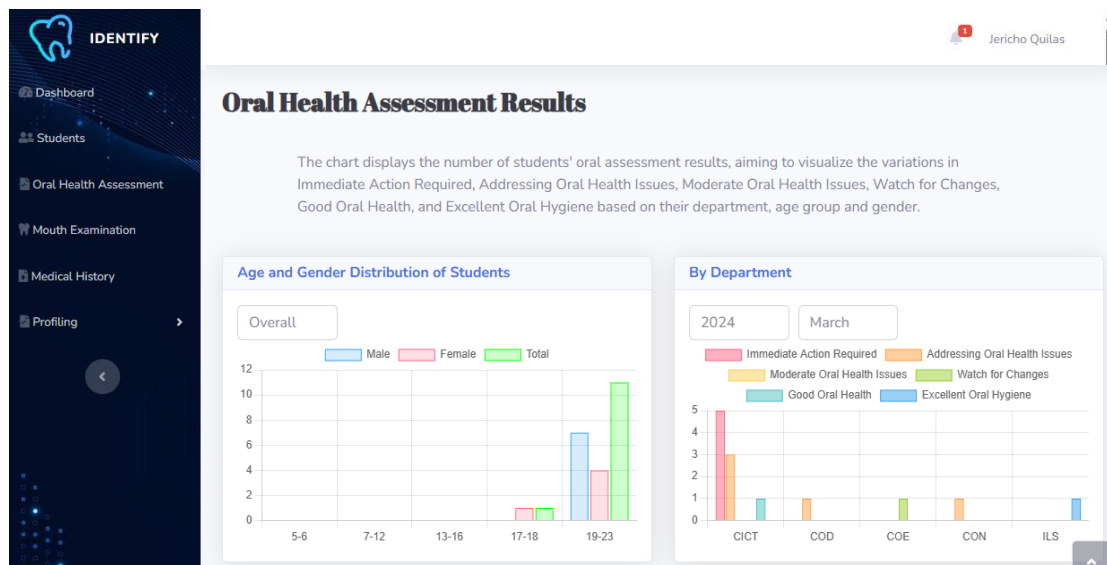 IDENTIFY
1
Jericho Quilas
Dashboard
Students
Oral Health Assessment
Mouth Examination
Medical History
Profiling
Oral Health Assessment Results
The chart displays the number of students' oral assessment results, aiming to visualize the variations in
Immediate Action Required, Addressing Oral Health Issues, Moderate Oral Health Issues, Watch for Changes,
Good Oral Health, and Excellent Oral Hygiene based on their department, age group and gender.
Age and Gender Distribution of Students
Overall
Male Female Total
12
10
8
6
4
2
0
5-6 7-12 13-16 17-18 19-23
By Department
2024 March
Immediate Action Required Addressing Oral Health Issues
Moderate Oral Health Issues Watch for Changes
Good Oral Health Excellent Oral Hygiene
5
4
3
2
1
0
CICT COD COE CON ILS